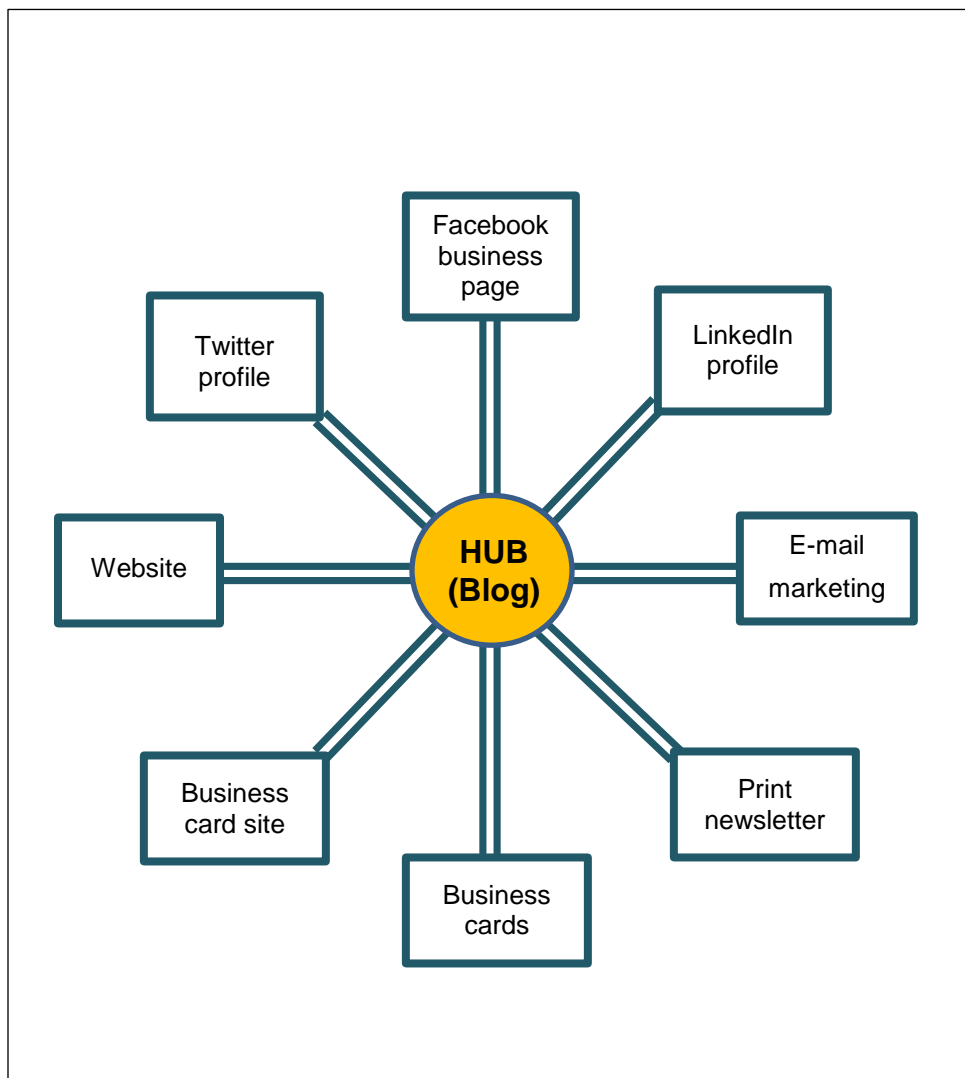 Facebook
business
page
Twitter
profile
LinkedIn
profile
HUB
(Blog)
Website
E-mail
marketing
Business
card site
Print
newsletter
Business
cards